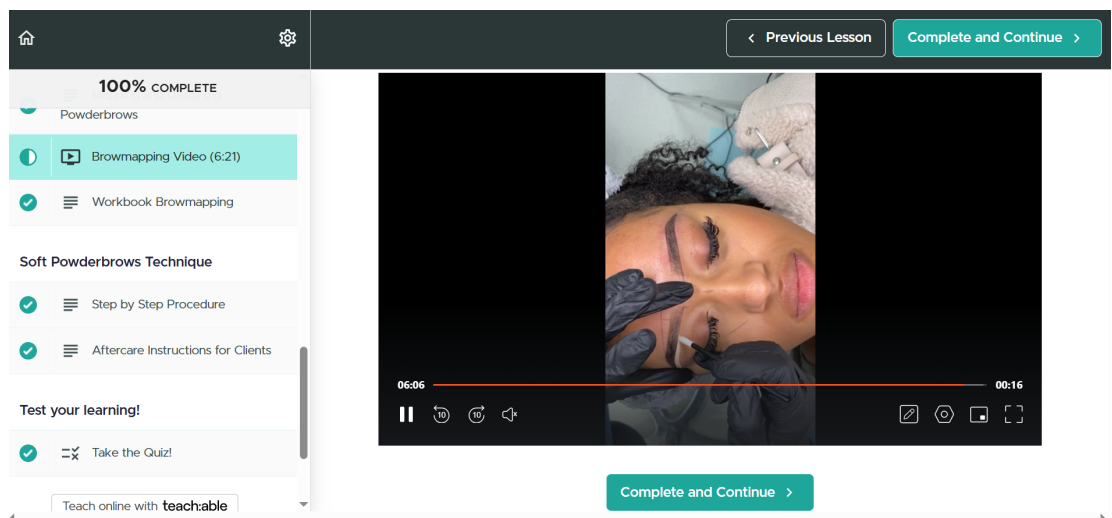 Previous Lesson
Complete and Continue
100% COMPLETE
Powderbrows
Browmapping Video (6:21)
Workbook Browmapping
Soft Powderbrows Technique
Step by Step Procedure
Aftercare Instructions for Clients
Test your learning!
Take the Quiz!
Teach online with teach:able
06:06
00:16
10
10
Complete and Continue